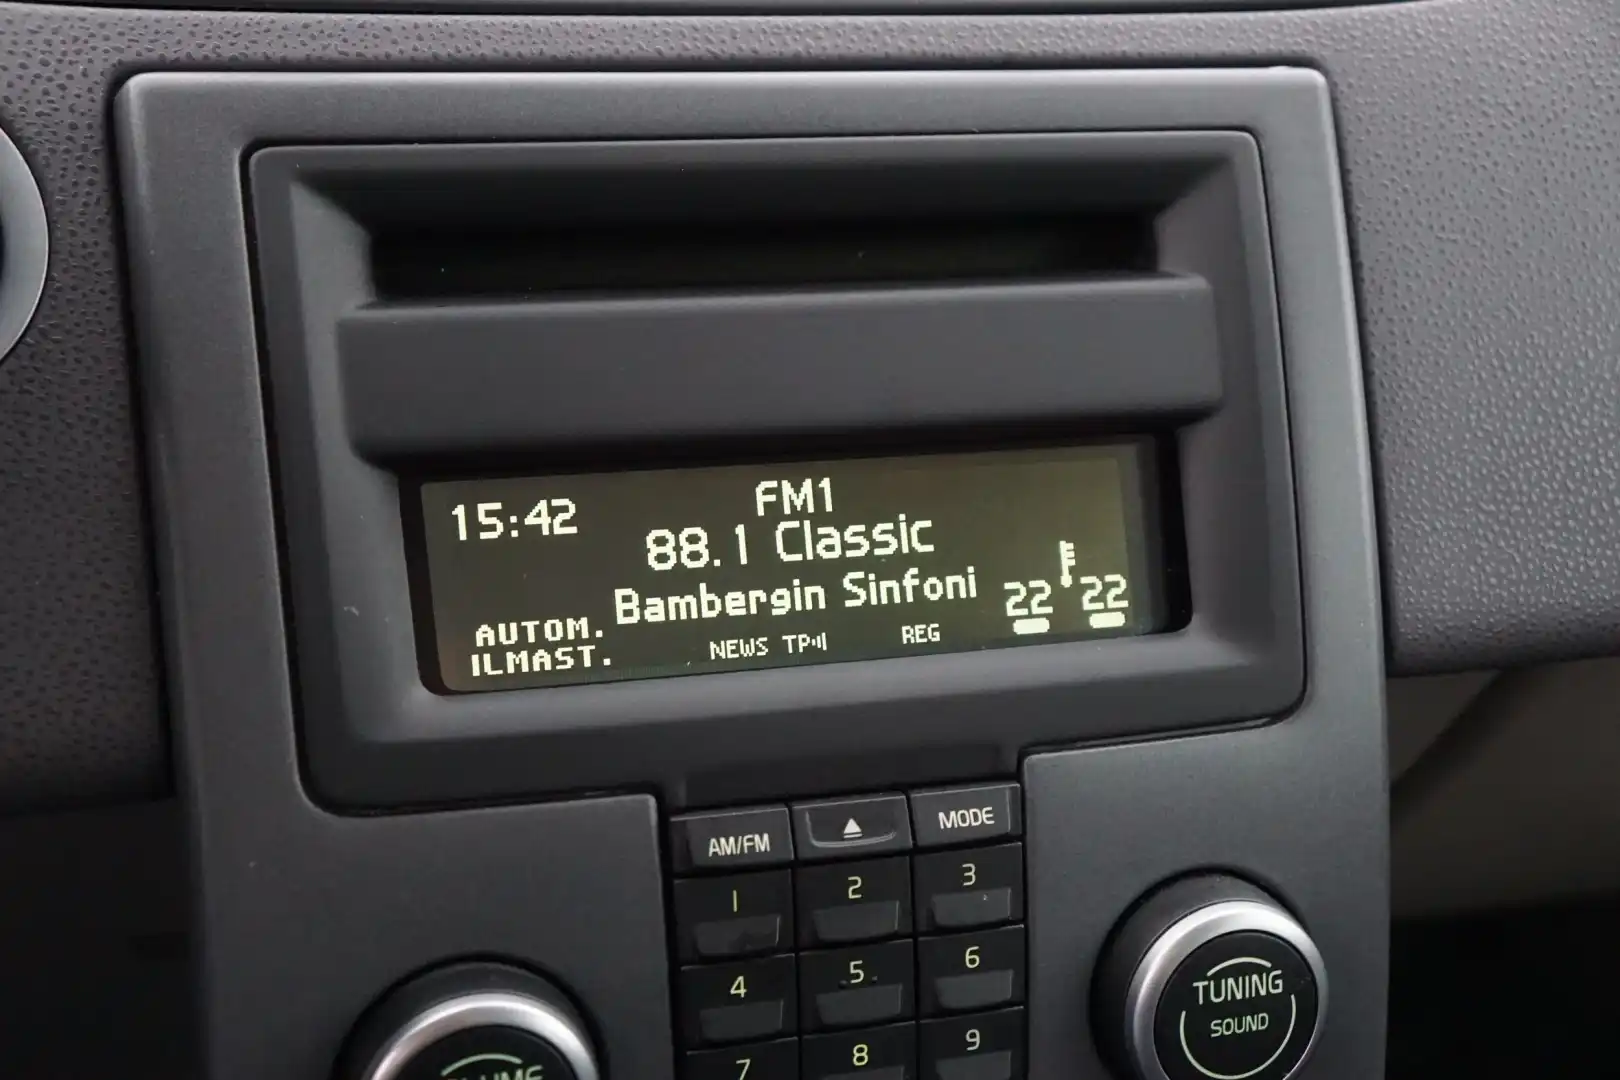 15:42
FM1
88.1 Classic
Bambergin Sinfoni
22 22
AUTOM.
ILMAST.
NEWS TP REG
AM/FM MODE
1 2 3
4 5 6
7 8 9
TUNING
SOUND